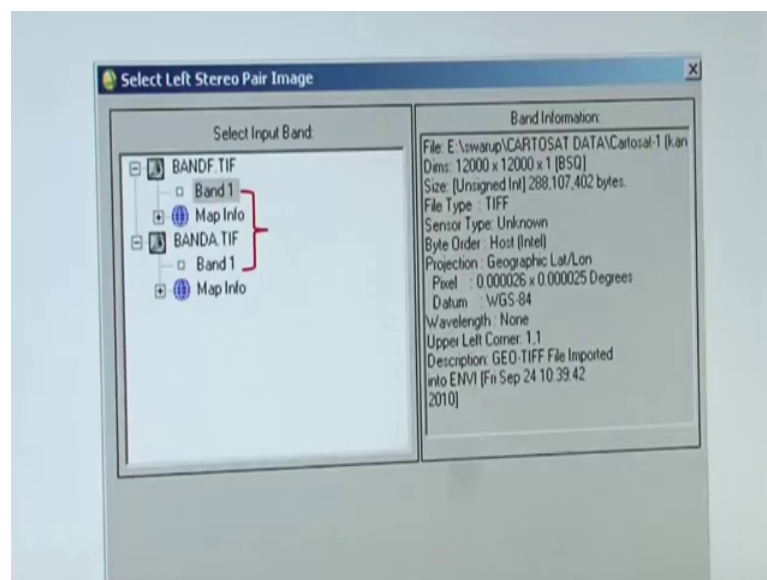 Select Left Stereo Pair Image
Select Input Band:
BANDF.TIF
Band 1
Map Info
BANDA.TIF
Band 1
Map Info
Band Information:
File: E:\swarup\CARTOSAT DATA\Cartosat-1 (kan
Dims: 12000 x 12000 x 1 [BSQ]
Size: [Unsigned Int] 288,107,402 bytes.
File Type : TIFF
Sensor Type: Unknown
Byte Order : Host (Intel)
Projection : Geographic Lat/Lon
Pixel : 0.000026 x 0.000025 Degrees
Datum : WGS-84
Wavelength : None
Upper Left Corner: 1,1
Description: GEO-TIFF File Imported
into ENVI [Fri Sep 24 10:39:42
2010]